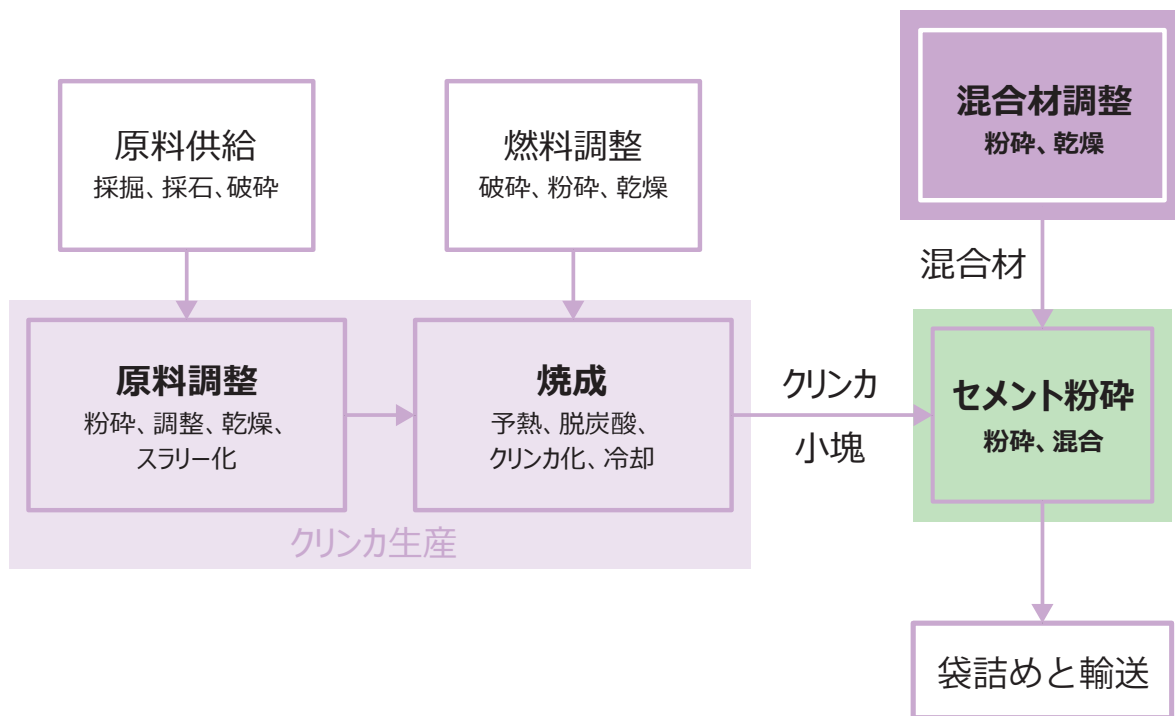 原料供給
採掘、採石、破砕
燃料調整
破砕、粉砕、乾燥
混合材調整
粉砕、乾燥
混合材
原料調整
粉砕、調整、乾燥、
スラリー化
焼成
予熱、脱炭酸、
クリンカ化、冷却
クリンカ
小塊
セメント粉砕
粉砕、混合
クリンカ生産
袋詰めと輸送